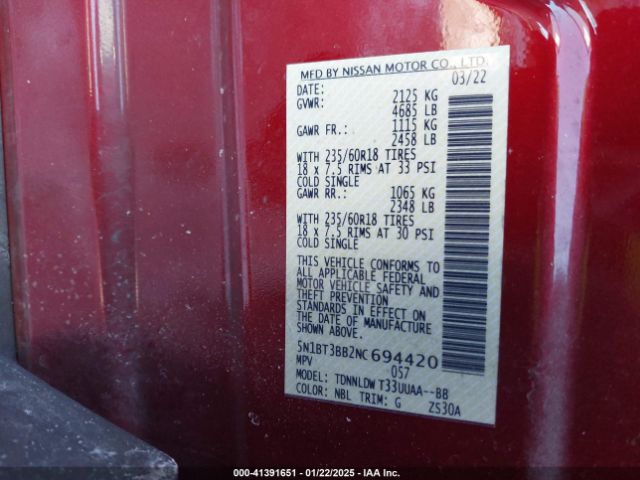 MFD BY NISSAN MOTOR CO., LTD.
DATE: 03/22
GVWR: 2125 KG
4685 LB
GAWR FR.: 1115 KG
2458 LB
WITH 235/60R18 TIRES
18 x 7.5 RIMS AT 33 PSI
COLD SINGLE
GAWR RR.: 1065 KG
2348 LB
WITH 235/60R18 TIRES
18 x 7.5 RIMS AT 30 PSI
COLD SINGLE
THIS VEHICLE CONFORMS TO
ALL APPLICABLE FEDERAL
MOTOR VEHICLE SAFETY AND
THEFT PREVENTION
STANDARDS IN EFFECT ON
THE DATE OF MANUFACTURE
SHOWN ABOVE.
5N1BT3BB2NC694420
MPV 057
MODEL: TDNNLDW T33UUAA--BB
COLOR: NBL TRIM: G ZS30A
000-41391651 - 01/22/2025 - IAA Inc.